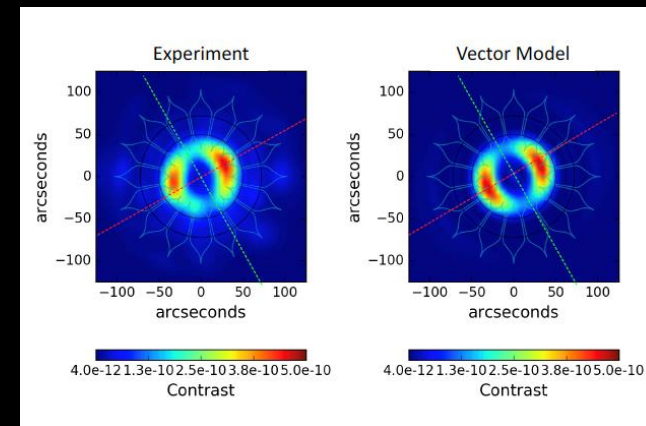 Experiment
Vector Model
100
50
0
−50
−100
arcseconds
−100 −50 0 50 100
arcseconds
4.0e-12 1.3e-10 2.5e-10 3.8e-10 5.0e-10
Contrast
100
50
0
−50
−100
arcseconds
−100 −50 0 50 100
arcseconds
4.0e-12 1.3e-10 2.5e-10 3.8e-10 5.0e-10
Contrast